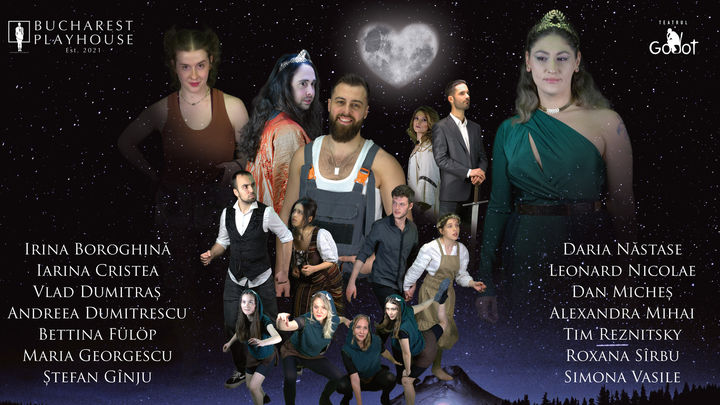 BUCHAREST
PLAYHOUSE
Est. 2021
TEATRUL
GODOT
IRINA BOROGHINĂ
IARINA CRISTEA
VLAD DUMITRAȘ
ANDREEA DUMITRESCU
BETTINA FÜLÖP
MARIA GEORGESCU
ȘTEFAN GÎNJU
DARIA NĂSTASE
LEONARD NICOLAE
DAN MICHEȘ
ALEXANDRA MIHAI
TIM REZNITSKY
ROXANA SÎRBU
SIMONA VASILE